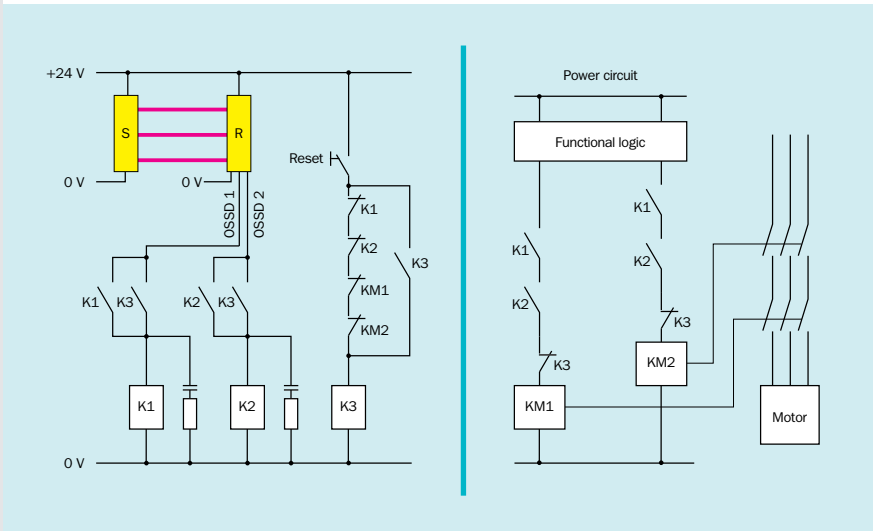 +24 V
S
R
0 V
0 V
OSSD 1
OSSD 2
Reset
K1
K2
KM1
KM2
K3
K1
K3
K2
K3
K1
K2
K3
0 V
Power circuit
Functional logic
K1
K2
K3
KM1
K1
K2
K3
KM2
Motor